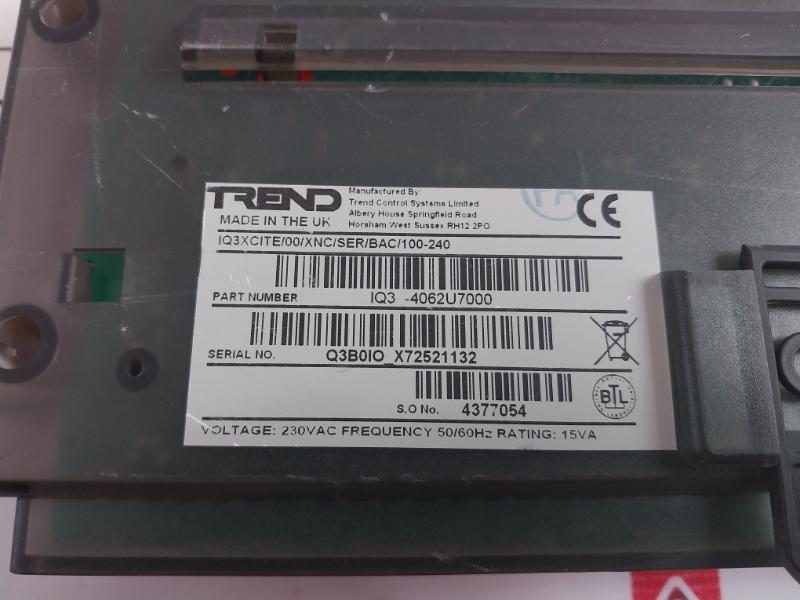 TREND
MADE IN THE UK
Manufactured By:
Trend Control Systems Limited
Albery House Springfield Road
Horsham West Sussex RH12 2PQ
CE
IQ3XCITE/00/XNC/SER/BAC/100-240
PART NUMBER IQ3 -4062U7000
SERIAL NO. Q3B0IO_X72521132
S.O No. 4377054
BTL
VOLTAGE: 230VAC FREQUENCY 50/60Hz RATING: 15VA